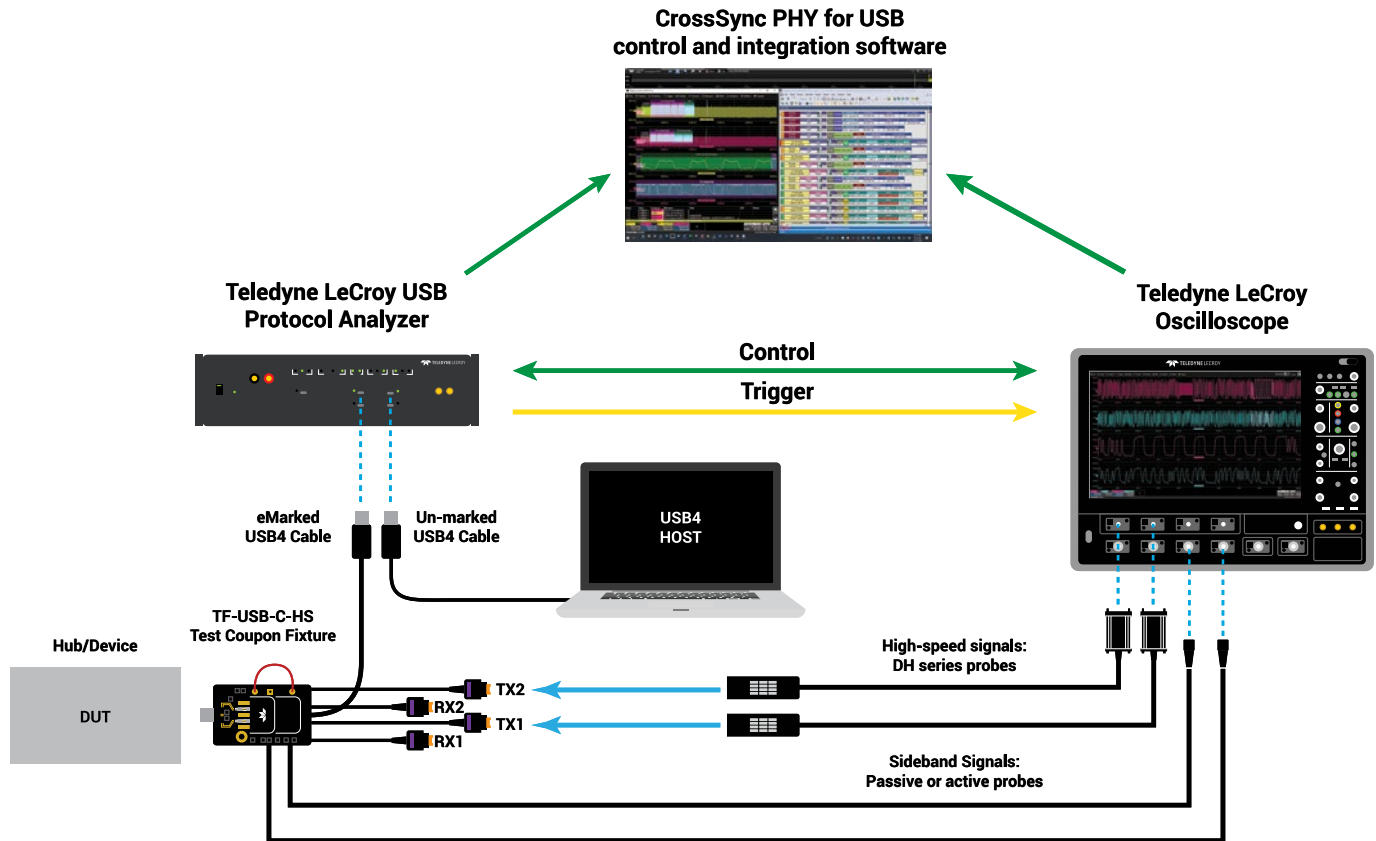 CrossSync PHY for USB
control and integration software
Teledyne LeCroy USB
Protocol Analyzer
Teledyne LeCroy
Oscilloscope
TELEDYNE LECROY
TELEDYNE LECROY
Control
Trigger
eMarked
USB4 Cable
Un-marked
USB4 Cable
USB4
HOST
TF-USB-C-HS
Test Coupon Fixture
Hub/Device
DUT
TX2
RX2
TX1
RX1
High-speed signals:
DH series probes
Sideband Signals:
Passive or active probes